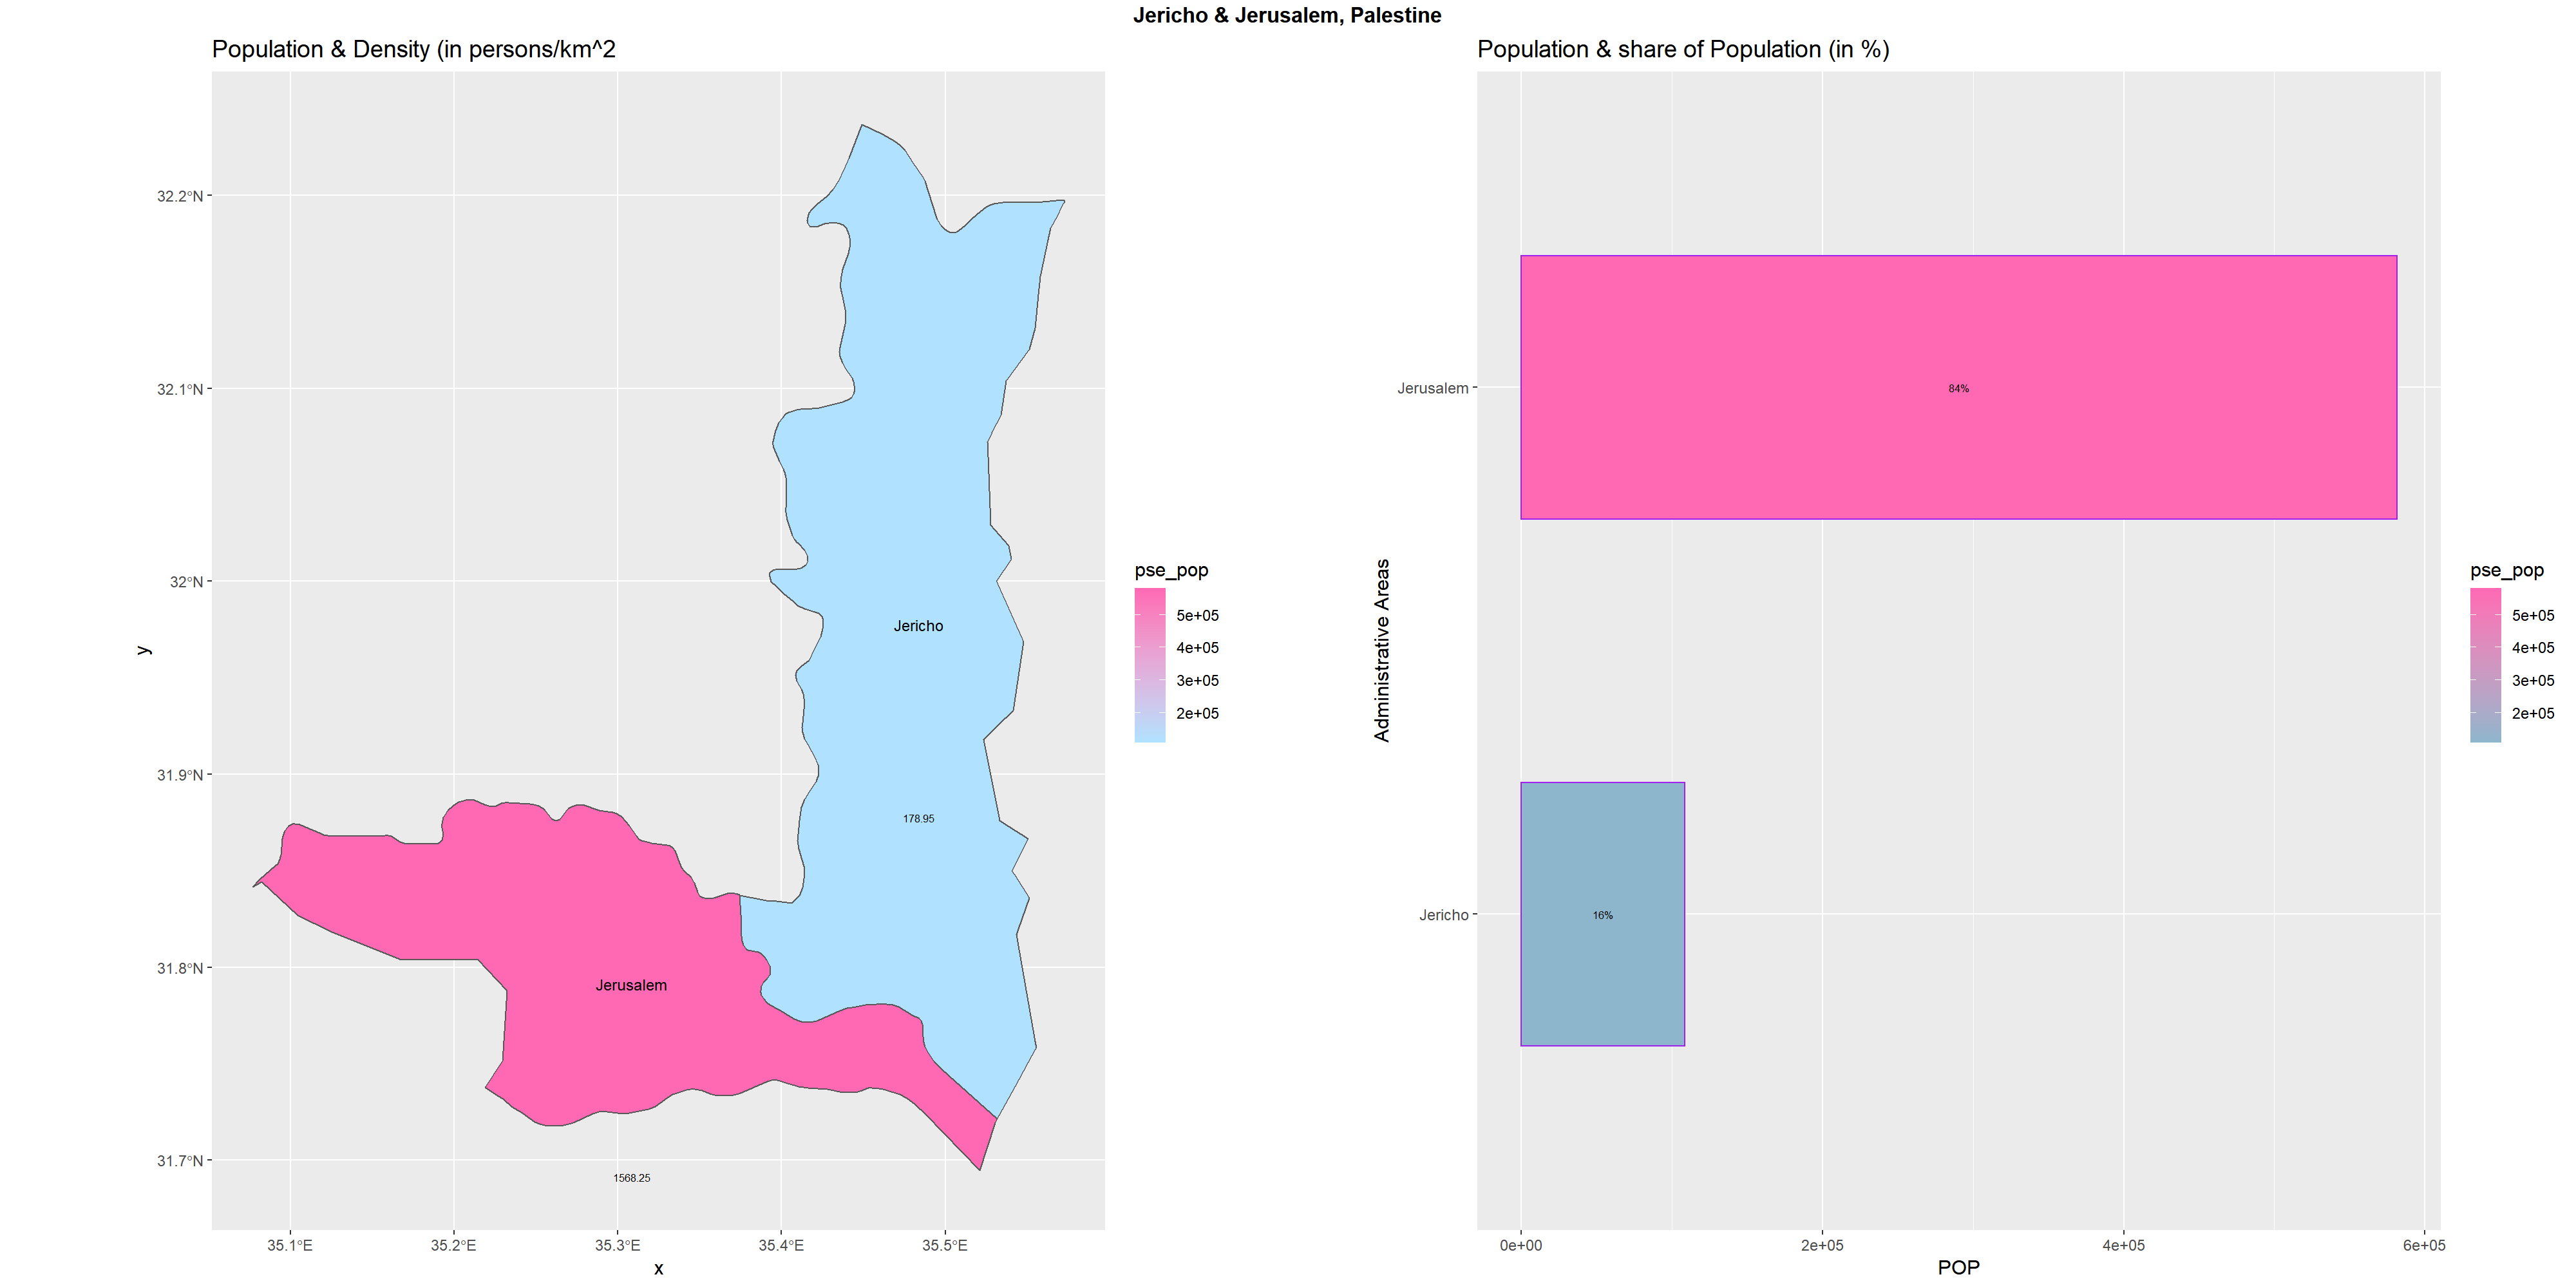 Jericho & Jerusalem, Palestine
Population & Density (in persons/km^2
32.2°N
32.1°N
32°N
31.9°N
31.8°N
31.7°N
y
Jericho
178.95
Jerusalem
1568.25
35.1°E
35.2°E
35.3°E
35.4°E
35.5°E
x
pse_pop
5e+05
4e+05
3e+05
2e+05
Population & share of Population (in %)
Administrative Areas
Jerusalem
84%
Jericho
16%
0e+00
2e+05
4e+05
6e+05
POP
pse_pop
5e+05
4e+05
3e+05
2e+05